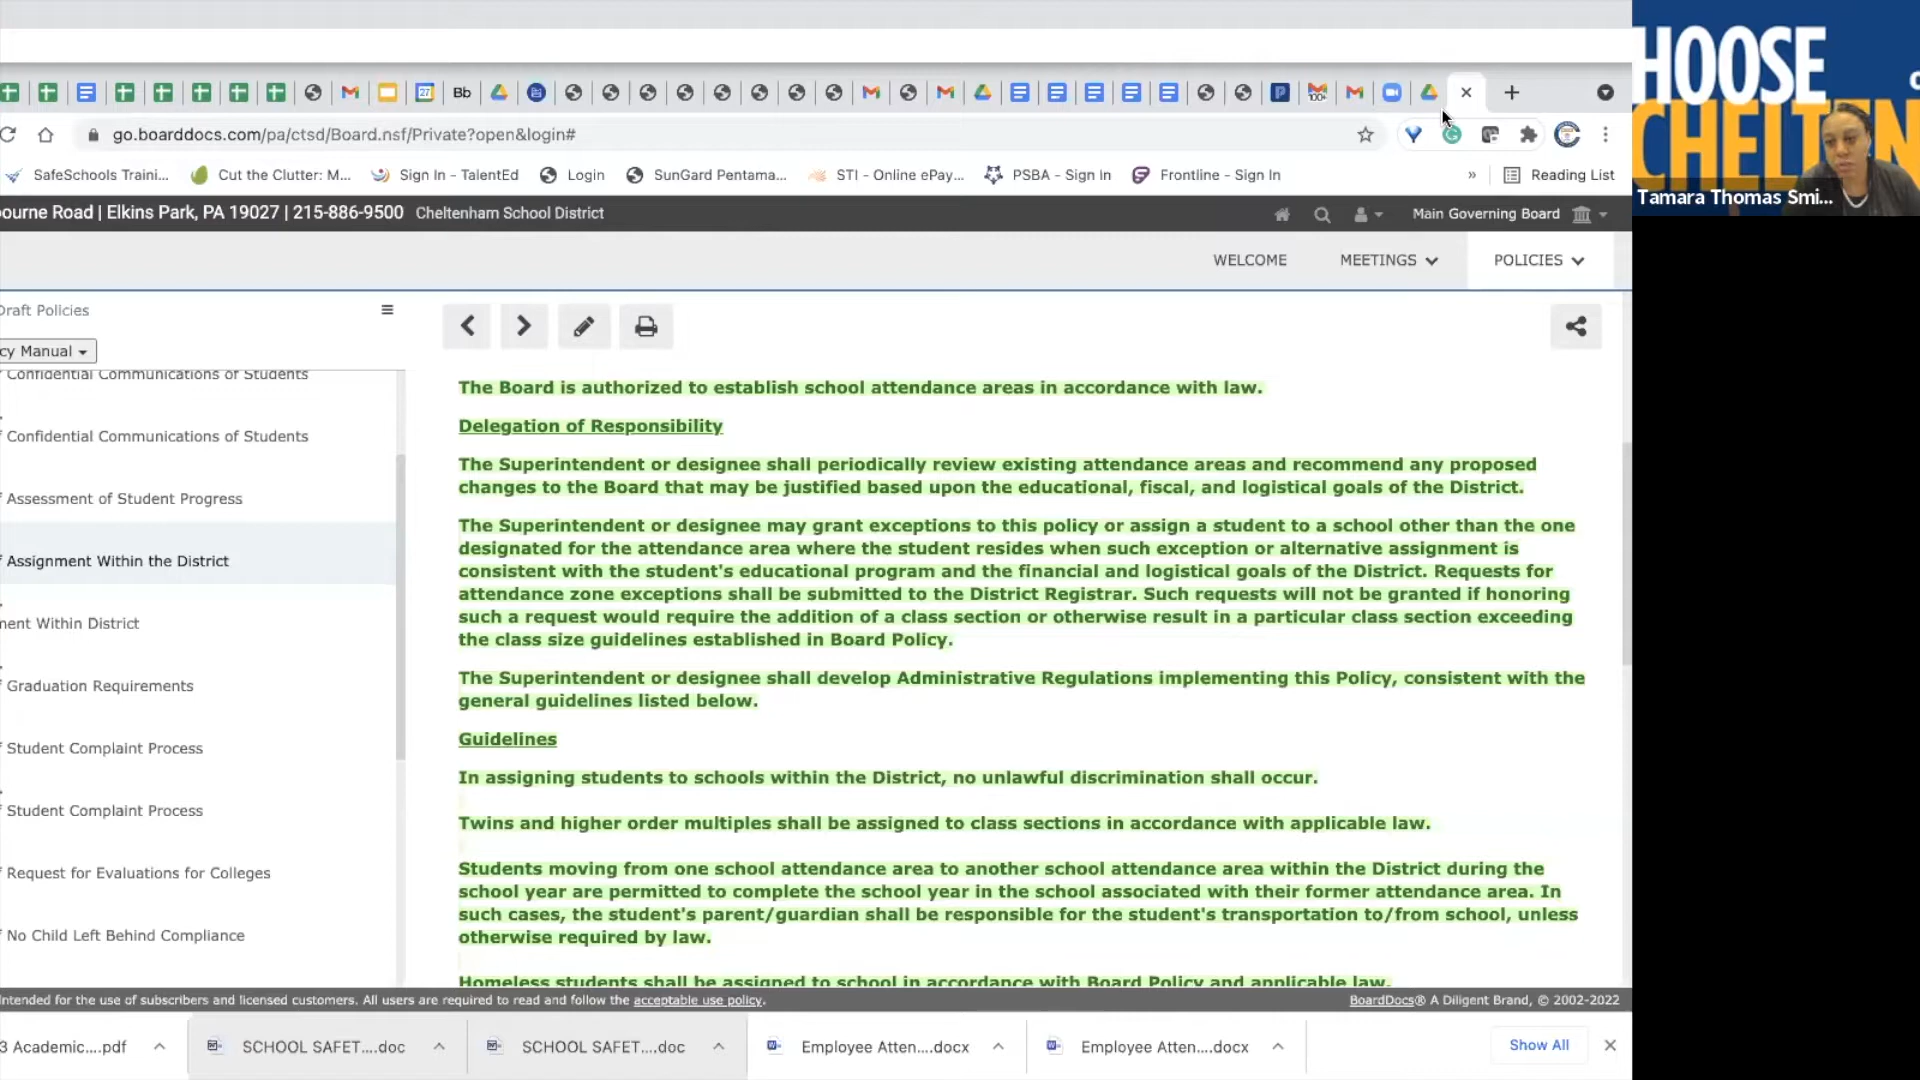 HOOSE
CHELTEN
Tamara Thomas Smi...
27
Bb
100+
go.boarddocs.com/pa/ctsd/Board.nsf/Private?open&login#
SafeSchools Traini...
Cut the Clutter: M...
Sign In - TalentEd
Login
SunGard Pentama...
STI - Online ePay...
PSBA - Sign In
Frontline - Sign In
»
Reading List
ourne Road | Elkins Park, PA 19027 | 215-886-9500 Cheltenham School District
Main Governing Board
WELCOME
MEETINGS
POLICIES
Draft Policies
cy Manual
Confidential Communications of Students
Confidential Communications of Students
Assessment of Student Progress
Assignment Within the District
ment Within District
Graduation Requirements
Student Complaint Process
Student Complaint Process
Request for Evaluations for Colleges
No Child Left Behind Compliance
The Board is authorized to establish school attendance areas in accordance with law.
Delegation of Responsibility
The Superintendent or designee shall periodically review existing attendance areas and recommend any proposed
changes to the Board that may be justified based upon the educational, fiscal, and logistical goals of the District.
The Superintendent or designee may grant exceptions to this policy or assign a student to a school other than the one
designated for the attendance area where the student resides when such exception or alternative assignment is
consistent with the student's educational program and the financial and logistical goals of the District. Requests for
attendance zone exceptions shall be submitted to the District Registrar. Such requests will not be granted if honoring
such a request would require the addition of a class section or otherwise result in a particular class section exceeding
the class size guidelines established in Board Policy.
The Superintendent or designee shall develop Administrative Regulations implementing this Policy, consistent with the
general guidelines listed below.
Guidelines
In assigning students to schools within the District, no unlawful discrimination shall occur.
Twins and higher order multiples shall be assigned to class sections in accordance with applicable law.
Students moving from one school attendance area to another school attendance area within the District during the
school year are permitted to complete the school year in the school associated with their former attendance area. In
such cases, the student's parent/guardian shall be responsible for the student's transportation to/from school, unless
otherwise required by law.
Homeless students shall be assigned to school in accordance with Board Policy and applicable law.
intended for the use of subscribers and licensed customers. All users are required to read and follow the acceptable use policy.
BoardDocs® A Diligent Brand, © 2002-2022
3 Academic....pdf
SCHOOL SAFET....doc
SCHOOL SAFET....doc
Employee Atten....docx
Employee Atten....docx
Show All